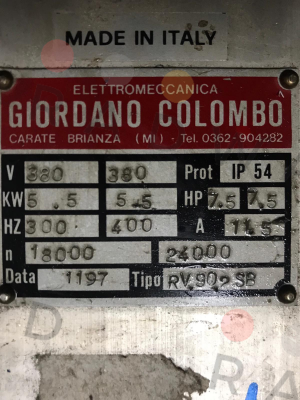 MADE IN ITALY
ELETTROMECCANICA
GIORDANO COLOMBO
CARATE BRIANZA (MI) - Tel. 0362-904282
V 380 380 Prot IP 54
KW 5.5 5.5 HP 7,5 7,5
HZ 300 400 A 11.5
n 18000 24000
Data 1197 Tipo RV 902 SB